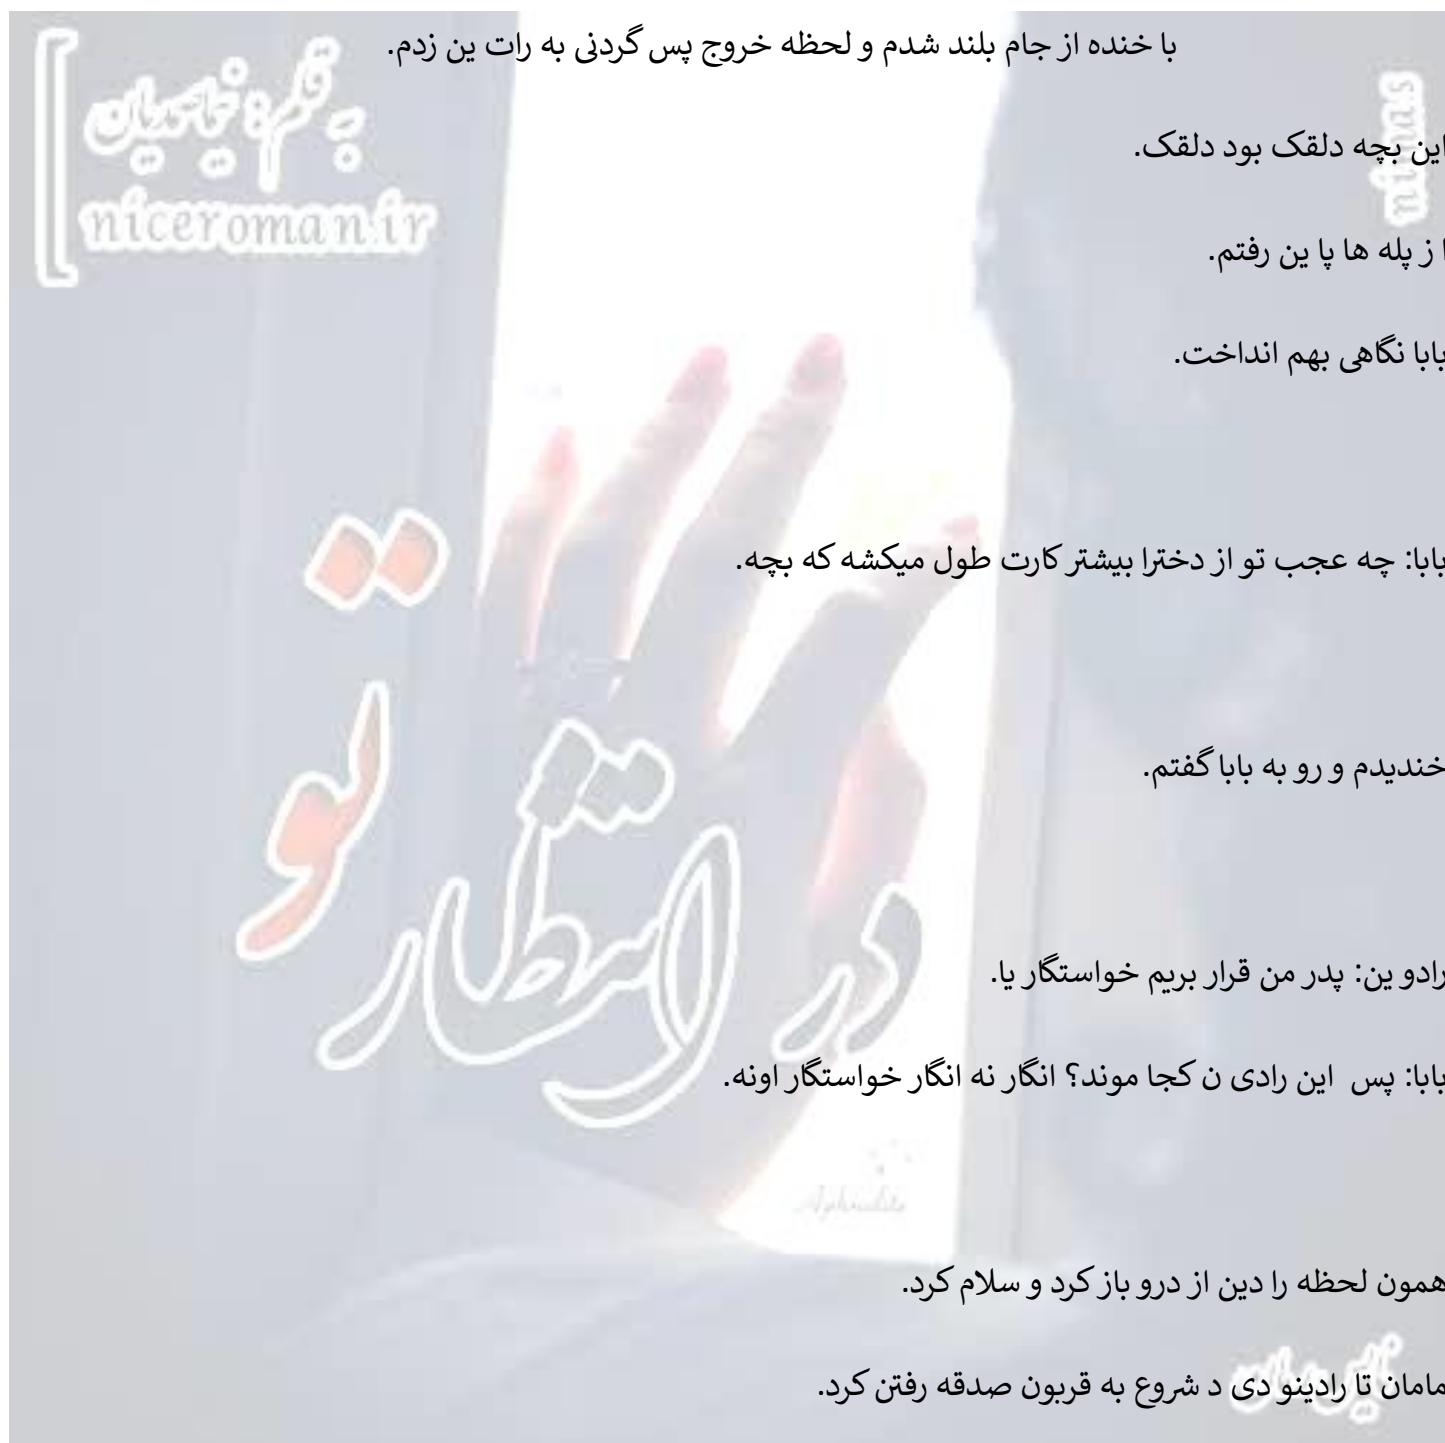 با خنده از جام بلند شدم و لحظه خروج پس گردنی به رات ین زدم.
niceroman.ir
این بچه دلقک بود دلقک.
ا ز پله ها پا ین رفتم.
بابا نگاهی بهم انداخت.
بابا: چه عجب تو از دخترا بیشتر کارت طول میکشه که بچه.
خندیدم و رو به بابا گفتم.
در انتظار تو
رادو ین: پدر من قرار بریم خواستگار یا.
بابا: پس این رادی ن کجا موند؟ انگار نه انگار خواستگار اونه.
Aphrodite
همون لحظه را دین از درو باز کرد و سلام کرد.
مامان تا رادینو دی د شروع به قربون صدقه رفتن کرد.